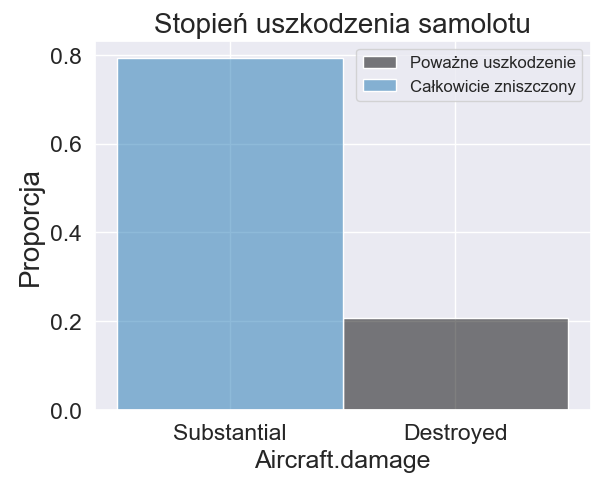 Stopień uszkodzenia samolotu
Poważne uszkodzenie
Całkowicie zniszczony
Proporcja
0.8
0.6
0.4
0.2
0.0
Substantial
Destroyed
Aircraft.damage